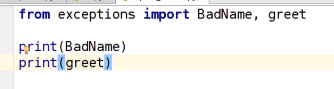 from exceptions import BadName, greet
print(BadName)
print(greet)